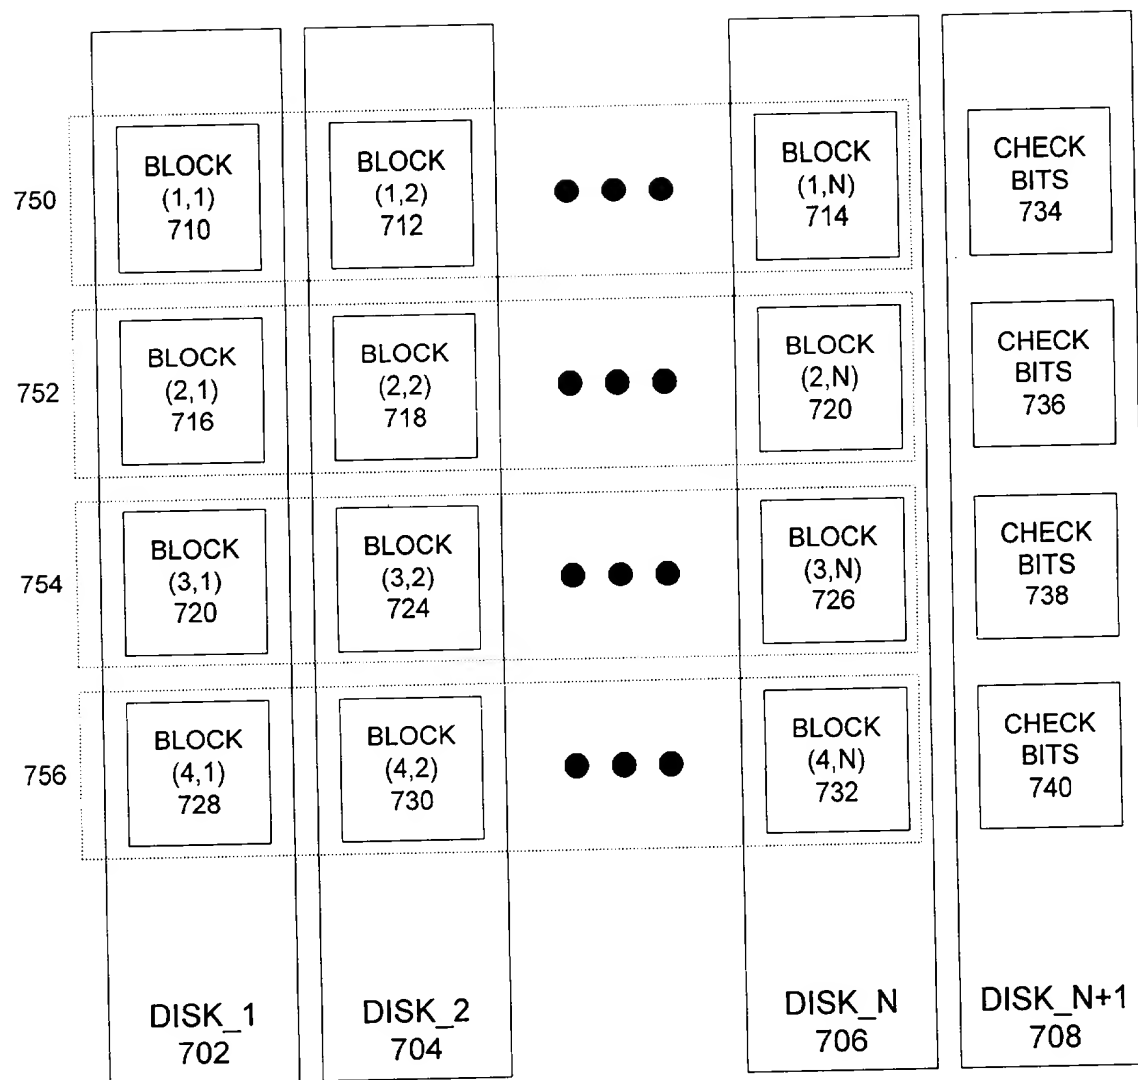 BLOCK
(1,1)
710
BLOCK
(1,2)
712
BLOCK
(1,N)
714
CHECK
BITS
734
750
BLOCK
(2,1)
716
BLOCK
(2,2)
718
BLOCK
(2,N)
720
CHECK
BITS
736
752
BLOCK
(3,1)
720
BLOCK
(3,2)
724
BLOCK
(3,N)
726
CHECK
BITS
738
754
BLOCK
(4,1)
728
BLOCK
(4,2)
730
BLOCK
(4,N)
732
CHECK
BITS
740
756
DISK_1
702
DISK_2
704
DISK_N
706
DISK_N+1
708